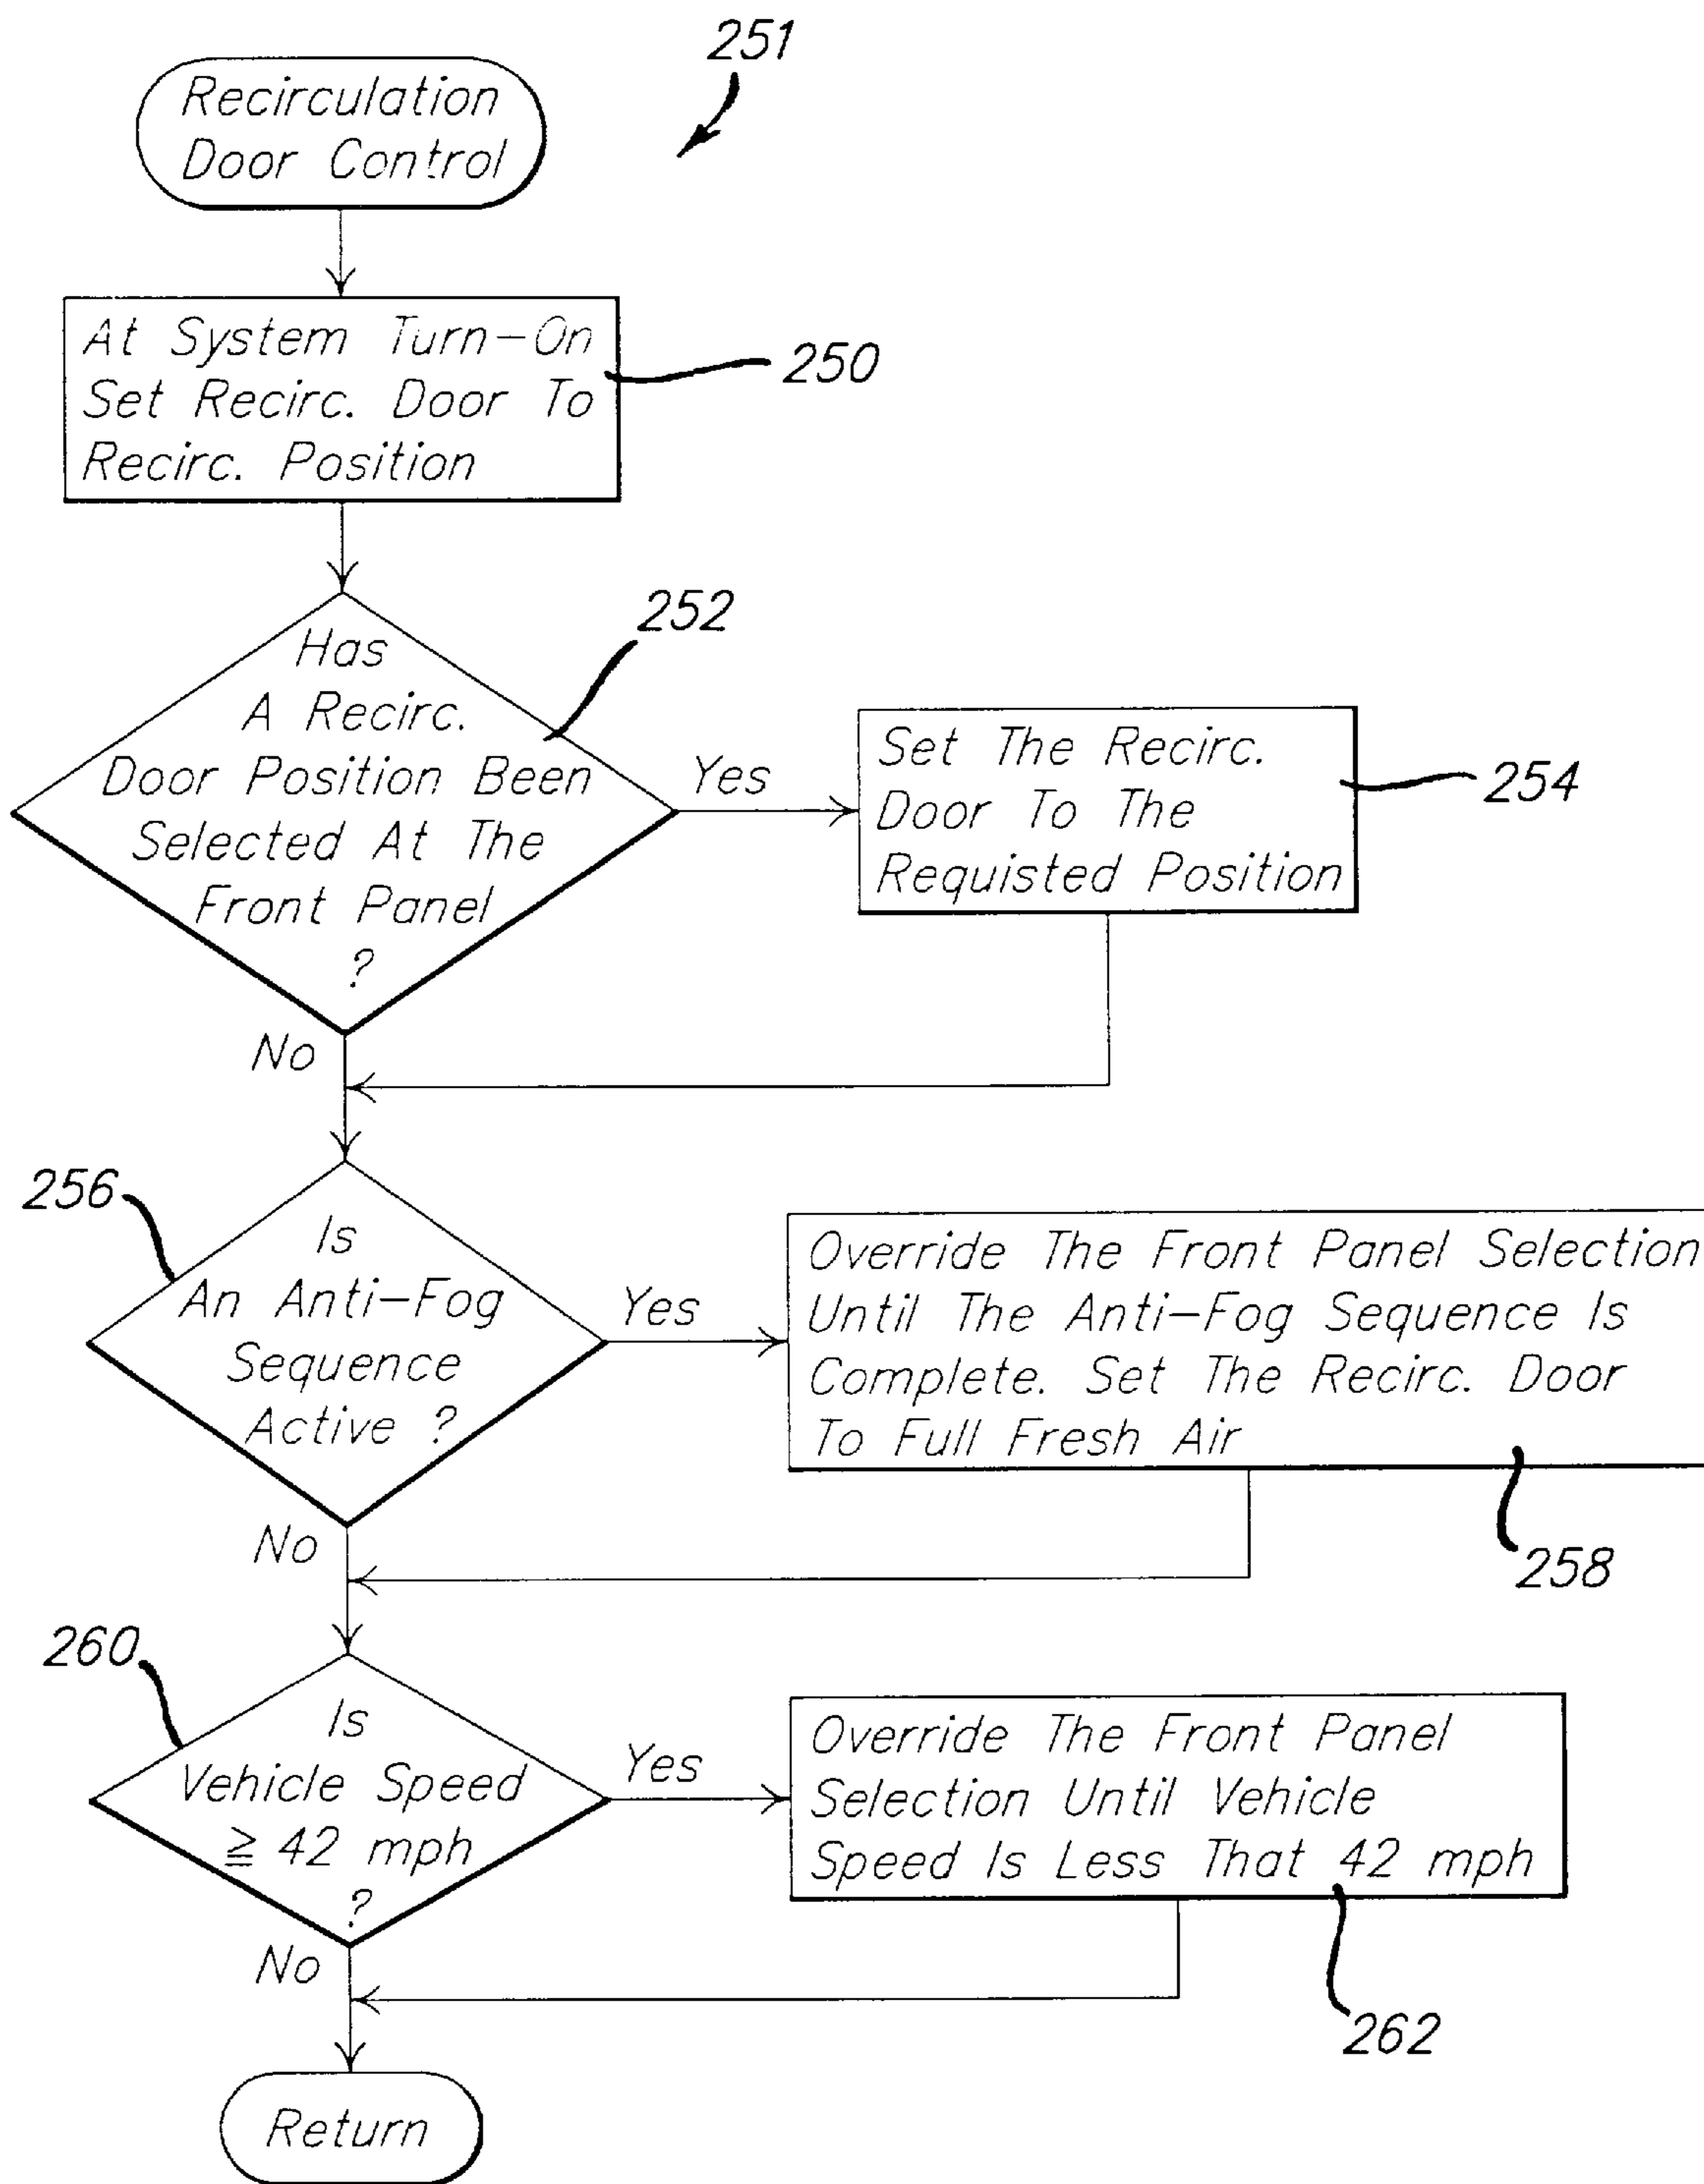 251
Recirculation
Door Control
At System Turn-On
Set Recirc. Door To
Recirc. Position
250
Has
A Recirc.
Door Position Been
Selected At The
Front Panel
?
252
Yes
Set The Recirc.
Door To The
Requisted Position
254
No
256
Is
An Anti-Fog
Sequence
Active ?
Yes
Override The Front Panel Selection
Until The Anti-Fog Sequence Is
Complete. Set The Recirc. Door
To Full Fresh Air
258
No
260
Is
Vehicle Speed
≧ 42 mph
?
Yes
Override The Front Panel
Selection Until Vehicle
Speed Is Less That 42 mph
262
No
Return